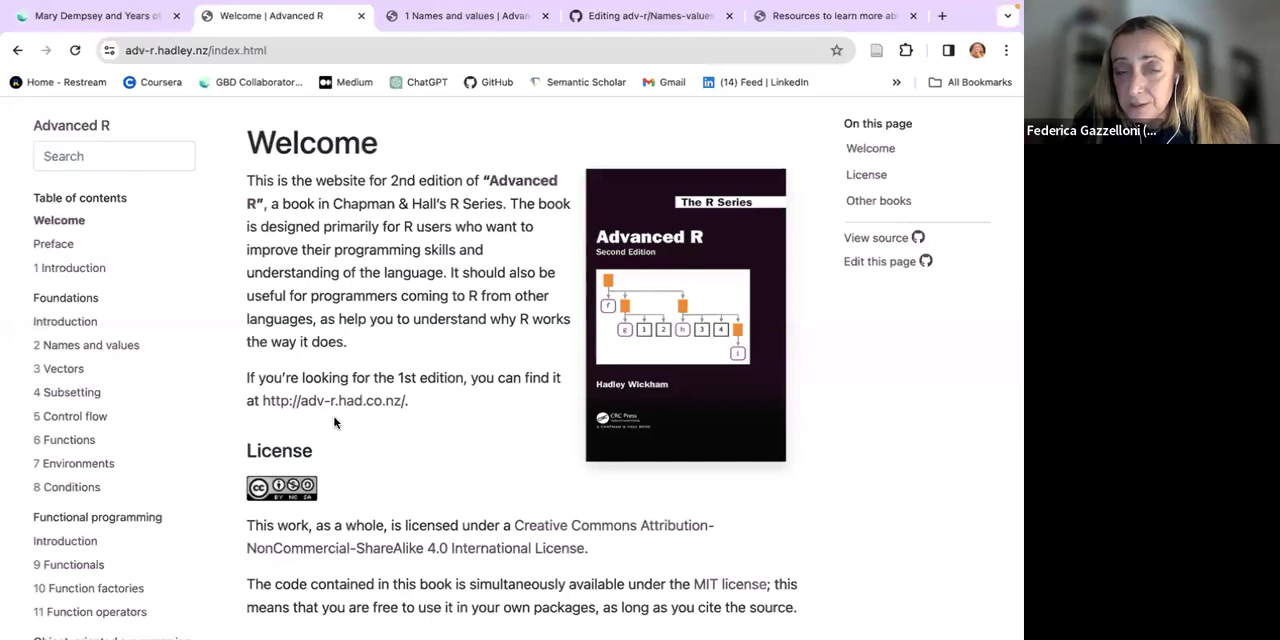 Mary Dempsey and Years of
Welcome | Advanced R
1 Names and values | Advan
Editing adv-r/Names-values
Resources to learn more ab
adv-r.hadley.nz/index.html
Home - Restream
Coursera
GBD Collaborator...
Medium
ChatGPT
GitHub
Semantic Scholar
Gmail
(14) Feed | LinkedIn
»
All Bookmarks
Federica Gazzelloni (...
Advanced R
Search
Table of contents
Welcome
Preface
1 Introduction
Foundations
Introduction
2 Names and values
3 Vectors
4 Subsetting
5 Control flow
6 Functions
7 Environments
8 Conditions
Functional programming
Introduction
9 Functionals
10 Function factories
11 Function operators
Welcome
This is the website for 2nd edition of “Advanced
R”, a book in Chapman & Hall’s R Series. The book
is designed primarily for R users who want to
improve their programming skills and
understanding of the language. It should also be
useful for programmers coming to R from other
languages, as help you to understand why R works
the way it does.
If you’re looking for the 1st edition, you can find it
at http://adv-r.had.co.nz/.
The R Series
Advanced R
Second Edition
f
g 1 2 h 3 4
i
Hadley Wickham
CRC Press
License
CC BY NC SA
This work, as a whole, is licensed under a Creative Commons Attribution-
NonCommercial-ShareAlike 4.0 International License.
The code contained in this book is simultaneously available under the MIT license; this
means that you are free to use it in your own packages, as long as you cite the source.
On this page
Welcome
License
Other books
View source
Edit this page